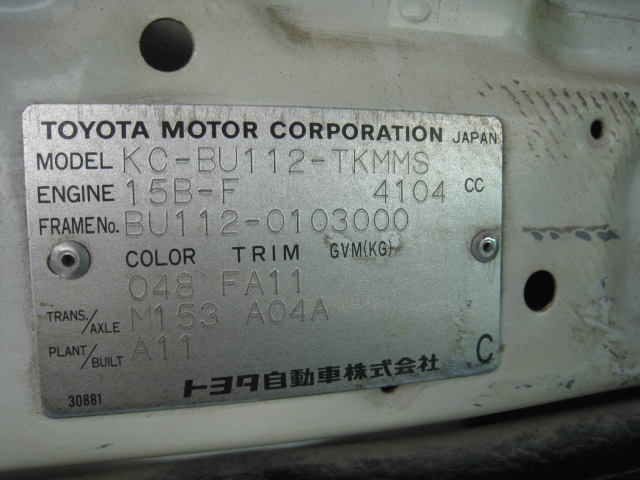 TOYOTA MOTOR CORPORATION JAPAN
MODEL KC-BU112-TKMMS
ENGINE 15B-F 4104 CC
FRAME No. BU112-0103000
COLOR TRIM GVM(KG)
048 FA11
TRANS./AXLE M153 A04A
PLANT/BUILT A11
C
トヨタ自動車株式会社
30881